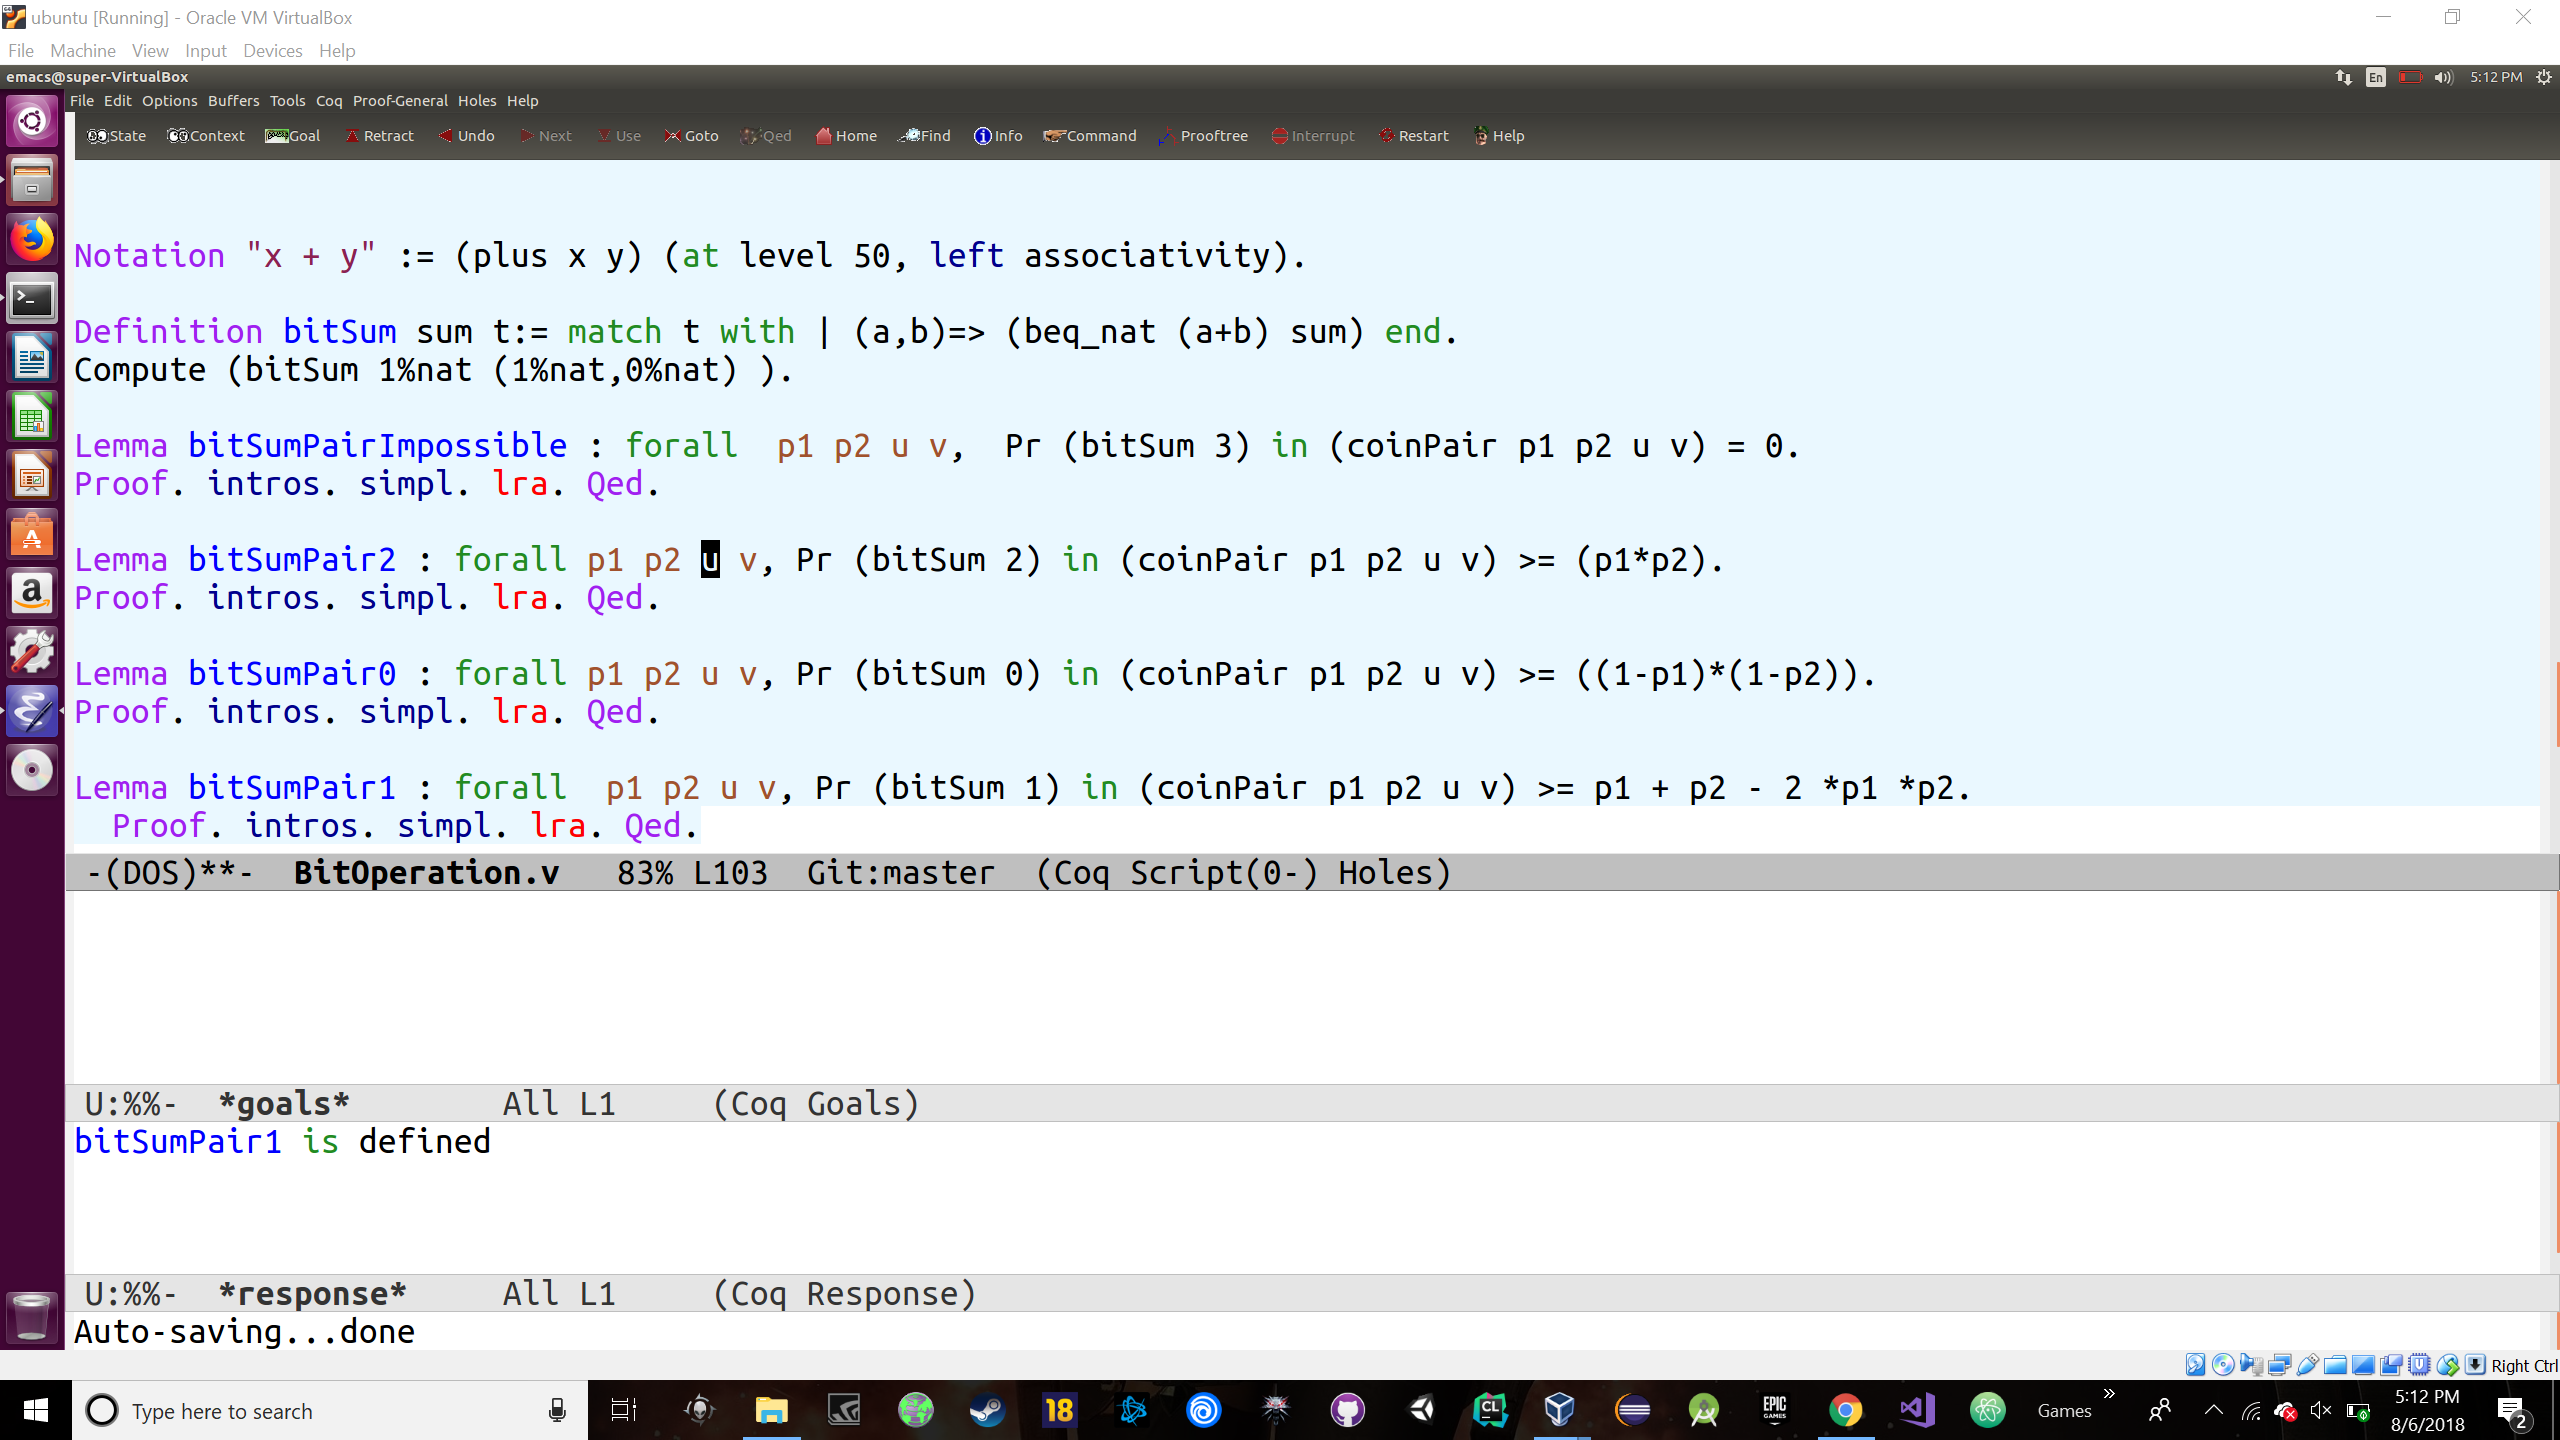 ubuntu [Running] - Oracle VM VirtualBox
File Machine View Input Devices Help
emacs@super-VirtualBox
En 5:12 PM
File Edit Options Buffers Tools Coq Proof-General Holes Help
State Context Goal Retract Undo Next Use Goto Qed Home Find Info Command Prooftree Interrupt Restart Help
Notation "x + y" := (plus x y) (at level 50, left associativity).
Definition bitSum sum t:= match t with | (a,b)=> (beq_nat (a+b) sum) end.
Compute (bitSum 1%nat (1%nat,0%nat) ).
Lemma bitSumPairImpossible : forall  p1 p2 u v,  Pr (bitSum 3) in (coinPair p1 p2 u v) = 0.
Proof. intros. simpl. lra. Qed.
Lemma bitSumPair2 : forall p1 p2 u v, Pr (bitSum 2) in (coinPair p1 p2 u v) >= (p1*p2).
Proof. intros. simpl. lra. Qed.
Lemma bitSumPair0 : forall p1 p2 u v, Pr (bitSum 0) in (coinPair p1 p2 u v) >= ((1-p1)*(1-p2)).
Proof. intros. simpl. lra. Qed.
Lemma bitSumPair1 : forall  p1 p2 u v, Pr (bitSum 1) in (coinPair p1 p2 u v) >= p1 + p2 - 2 *p1 *p2.
Proof. intros. simpl. lra. Qed.
-(DOS)**-  BitOperation.v   83% L103  Git:master  (Coq Script(0-) Holes)
U:%%-  *goals*        All L1     (Coq Goals)
bitSumPair1 is defined
U:%%-  *response*     All L1     (Coq Response)
Auto-saving...done
Right Ctrl
Type here to search
18
CL
EPIC GAMES
Games
5:12 PM
8/6/2018
2